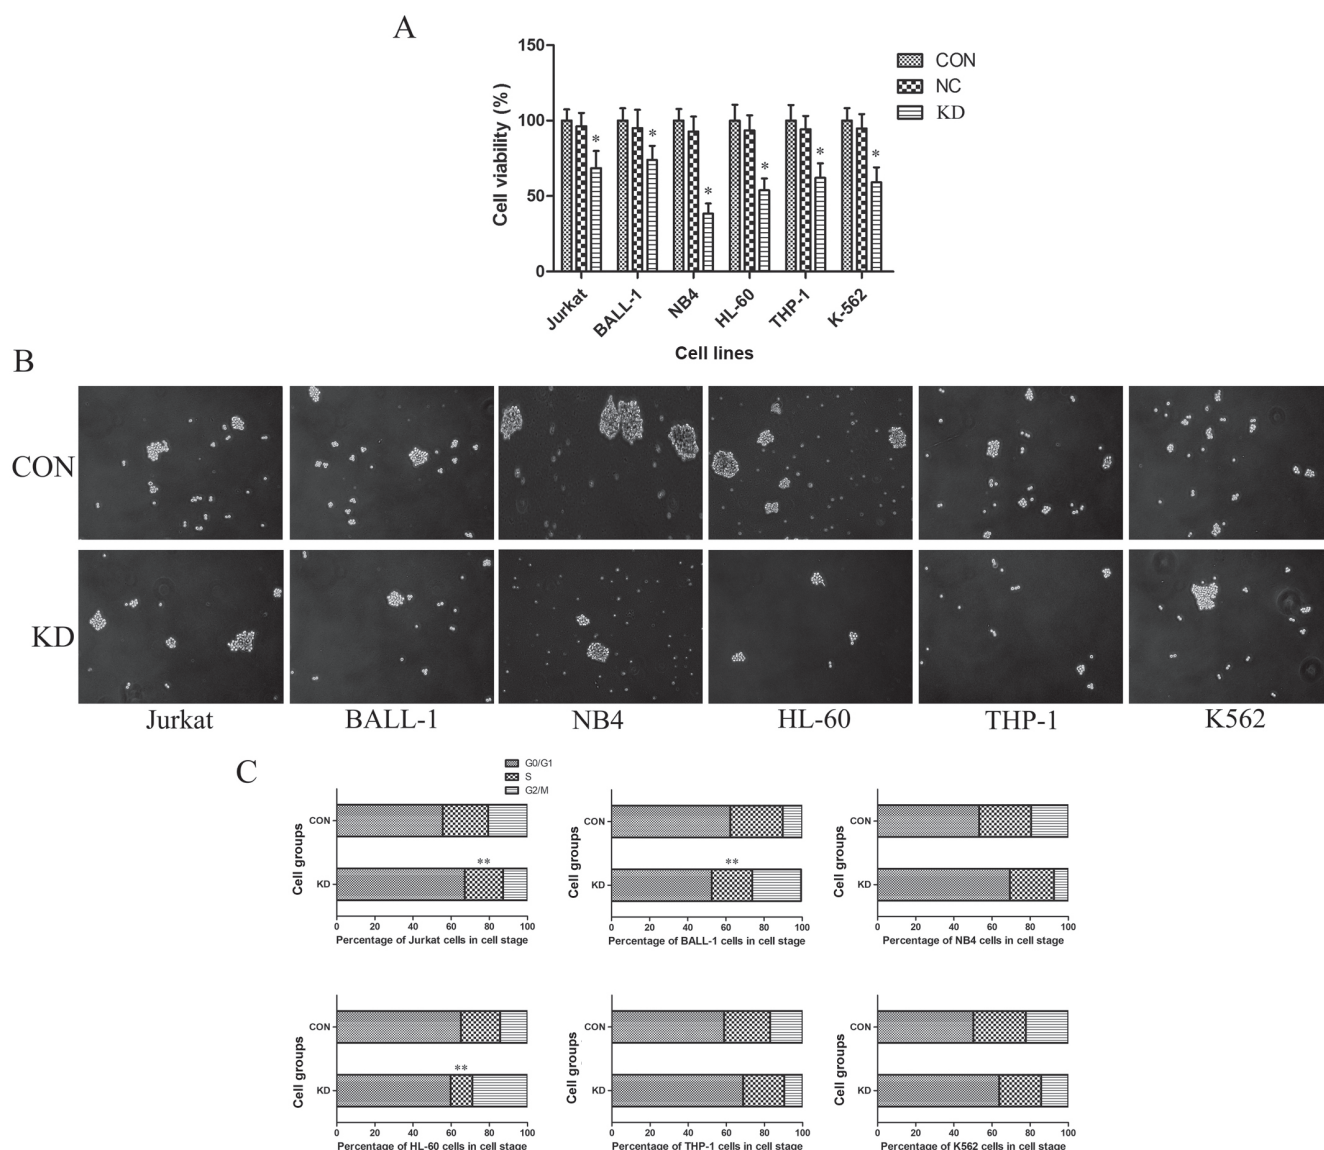 A
150
100
50
0
Cell viability (%)
* * * * * *
CON
NC
KD
Jurkat BALL-1 NB4 HL-60 THP-1 K-562
Cell lines
B
CON
KD
Jurkat BALL-1 NB4 HL-60 THP-1 K562
C
G0/G1
S
G2/M
Cell groups
CON
**
KD
0 20 40 60 80 100
Percentage of Jurkat cells in cell stage
Cell groups
CON
**
KD
0 20 40 60 80 100
Percentage of BALL-1 cells in cell stage
Cell groups
CON
KD
0 20 40 60 80 100
Percentage of NB4 cells in cell stage
Cell groups
CON
**
KD
0 20 40 60 80 100
Percentage of HL-60 cells in cell stage
Cell groups
CON
KD
0 20 40 60 80 100
Percentage of THP-1 cells in cell stage
Cell groups
CON
KD
0 20 40 60 80 100
Percentage of K562 cells in cell stage